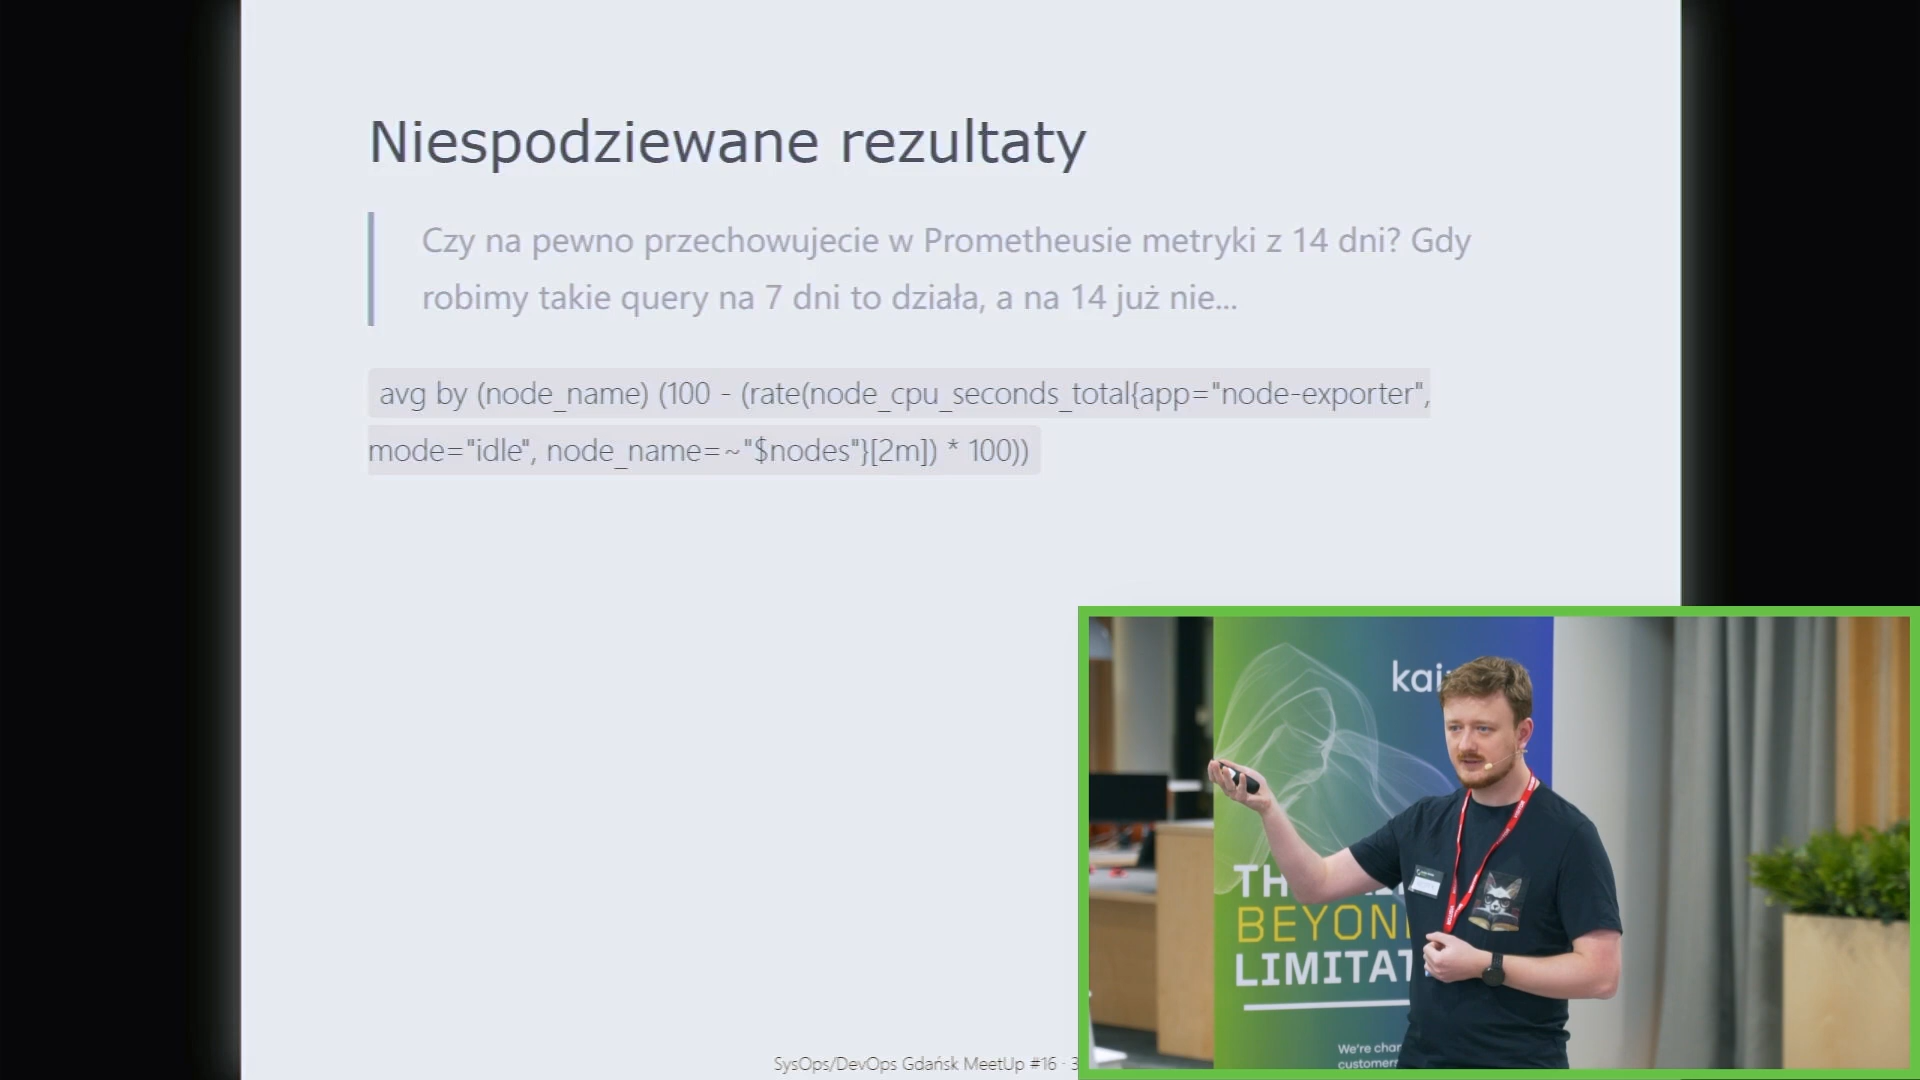 Niespodziewane rezultaty
Czy na pewno przechowujecie w Prometheusie metryki z 14 dni? Gdy
robimy takie query na 7 dni to działa, a na 14 już nie...
avg by (node_name) (100 - (rate(node_cpu_seconds_total{app="node-exporter",
mode="idle", node_name=~"$nodes"}[2m]) * 100))
SysOps/DevOps Gdańsk MeetUp #16 · 3
kai
TH
BEYON
LIMITAT
We're char
customer